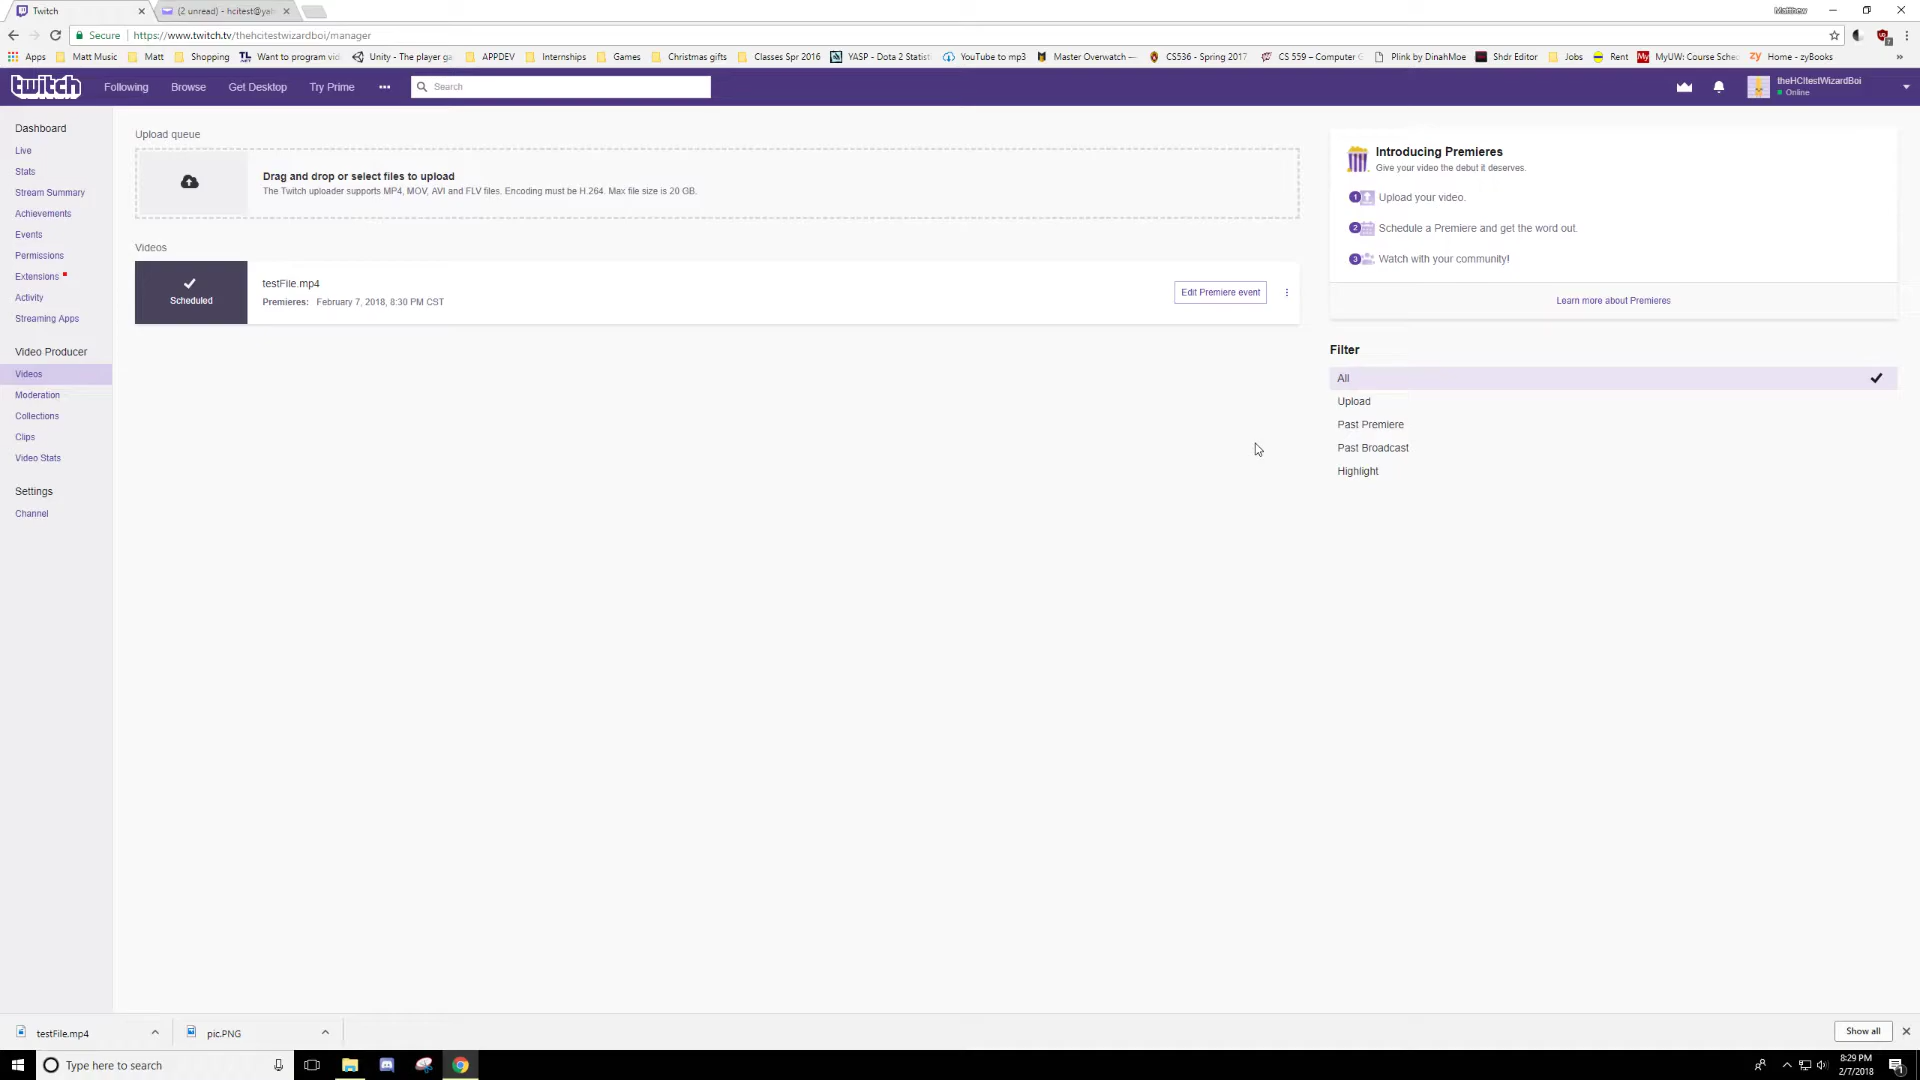 Twitch
(2 unread) - hcitest@yah
Matthew
Secure
https://www.twitch.tv/thehcitestwizardboi/manager
Apps
Matt Music
Matt
Shopping
Want to program vid
Unity - The player ga
APPDEV
Internships
Games
Christmas gifts
Classes Spr 2016
YASP - Dota 2 Statist
YouTube to mp3
Master Overwatch —
CS536 - Spring 2017
CS 559 – Computer G
Plink by DinahMoe
Shdr Editor
Jobs
Rent
MyUW: Course Sche
Home - zyBooks
twitch
Following
Browse
Get Desktop
Try Prime
Search
theHCItestWizardBoi
Online
Dashboard
Live
Stats
Stream Summary
Achievements
Events
Permissions
Extensions
Activity
Streaming Apps
Video Producer
Videos
Moderation
Collections
Clips
Video Stats
Settings
Channel
Upload queue
Drag and drop or select files to upload
The Twitch uploader supports MP4, MOV, AVI and FLV files. Encoding must be H.264. Max file size is 20 GB.
Videos
Scheduled
testFile.mp4
Premieres: February 7, 2018, 8:30 PM CST
Edit Premiere event
Introducing Premieres
Give your video the debut it deserves.
1 Upload your video.
2 Schedule a Premiere and get the word out.
3 Watch with your community!
Learn more about Premieres
Filter
All
Upload
Past Premiere
Past Broadcast
Highlight
testFile.mp4
pic.PNG
Show all
Type here to search
8:29 PM
2/7/2018